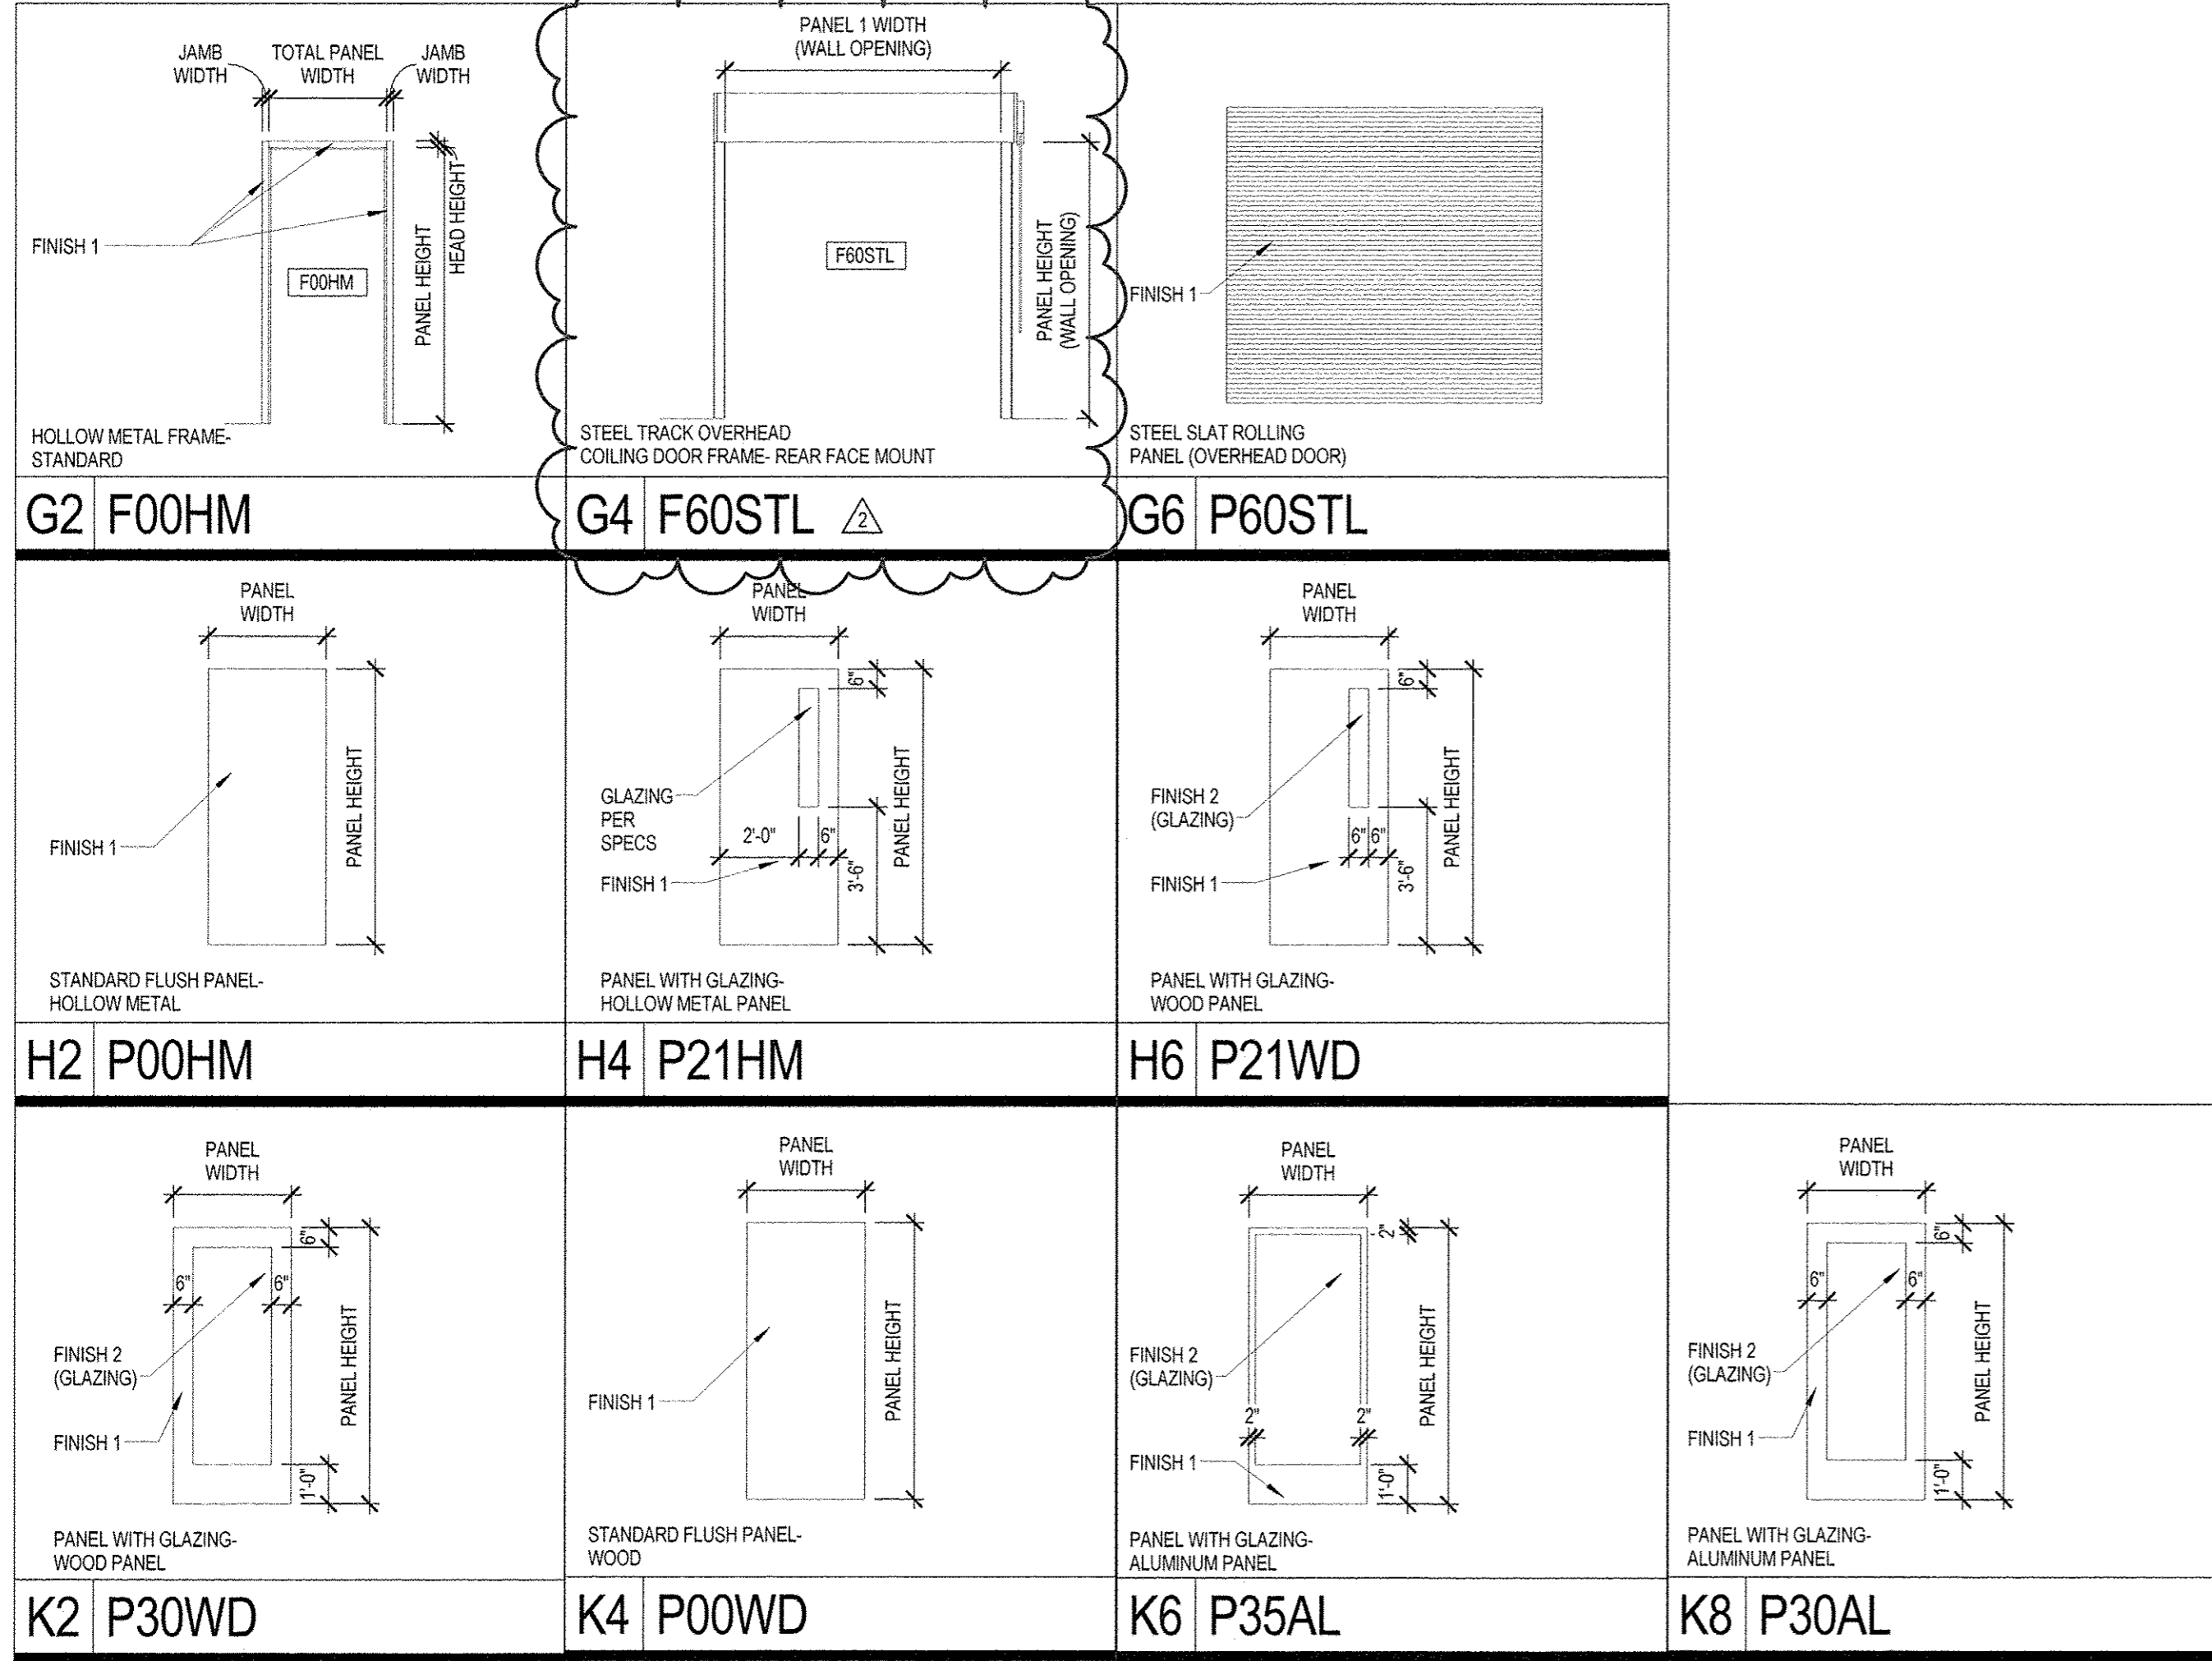 JAMB
WIDTH
TOTAL PANEL
WIDTH
JAMB
WIDTH
FINISH 1
F00HM
PANEL HEIGHT
HEAD HEIGHT
HOLLOW METAL FRAME-
STANDARD
G2 F00HM
PANEL 1 WIDTH
(WALL OPENING)
F60STL
PANEL HEIGHT
(WALL OPENING)
STEEL TRACK OVERHEAD
COILING DOOR FRAME- REAR FACE MOUNT
G4 F60STL 2
FINISH 1
STEEL SLAT ROLLING
PANEL (OVERHEAD DOOR)
G6 P60STL
PANEL
WIDTH
PANEL HEIGHT
FINISH 1
STANDARD FLUSH PANEL-
HOLLOW METAL
H2 P00HM
PANEL
WIDTH
6"
PANEL HEIGHT
GLAZING
PER
SPECS
2'-0"
6"
3'-6"
FINISH 1
PANEL WITH GLAZING-
HOLLOW METAL PANEL
H4 P21HM
PANEL
WIDTH
6"
PANEL HEIGHT
FINISH 2
(GLAZING)
6"
6"
3'-6"
FINISH 1
PANEL WITH GLAZING-
WOOD PANEL
H6 P21WD
PANEL
WIDTH
6"
6"
6"
PANEL HEIGHT
FINISH 2
(GLAZING)
FINISH 1
1'-0"
PANEL WITH GLAZING-
WOOD PANEL
K2 P30WD
PANEL
WIDTH
PANEL HEIGHT
FINISH 1
STANDARD FLUSH PANEL-
WOOD
K4 P00WD
PANEL
WIDTH
2"
PANEL HEIGHT
FINISH 2
(GLAZING)
2"
2"
FINISH 1
1'-0"
PANEL WITH GLAZING-
ALUMINUM PANEL
K6 P35AL
PANEL
WIDTH
6"
6"
6"
PANEL HEIGHT
FINISH 2
(GLAZING)
FINISH 1
1'-0"
PANEL WITH GLAZING-
ALUMINUM PANEL
K8 P30AL